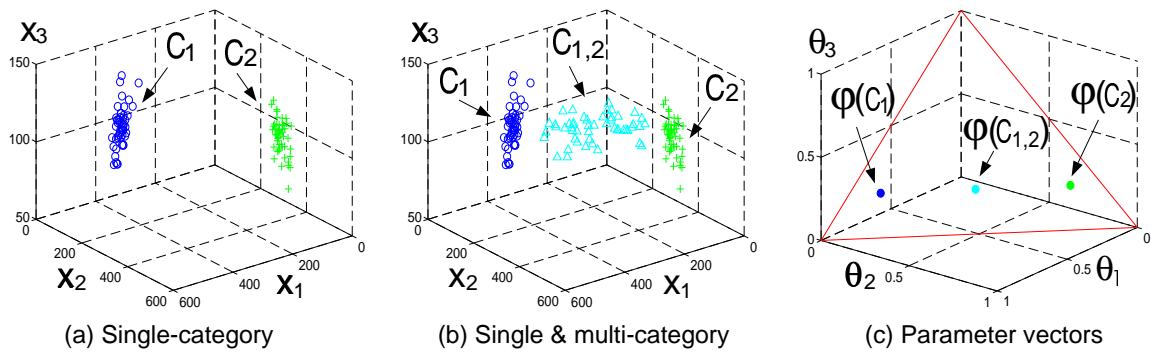 X3
150
100
50
0
200
400
600
X2
600
400
200
0
X1
C1
C2
(a) Single-category
X3
150
100
50
0
200
400
600
X2
600
400
200
0
X1
C1
C1,2
C2
(b) Single & multi-category
θ3
1
0.5
0
0
0.5
1
θ2
1
0.5
0
θ1
φ(C1)
φ(C1,2)
φ(C2)
(c) Parameter vectors